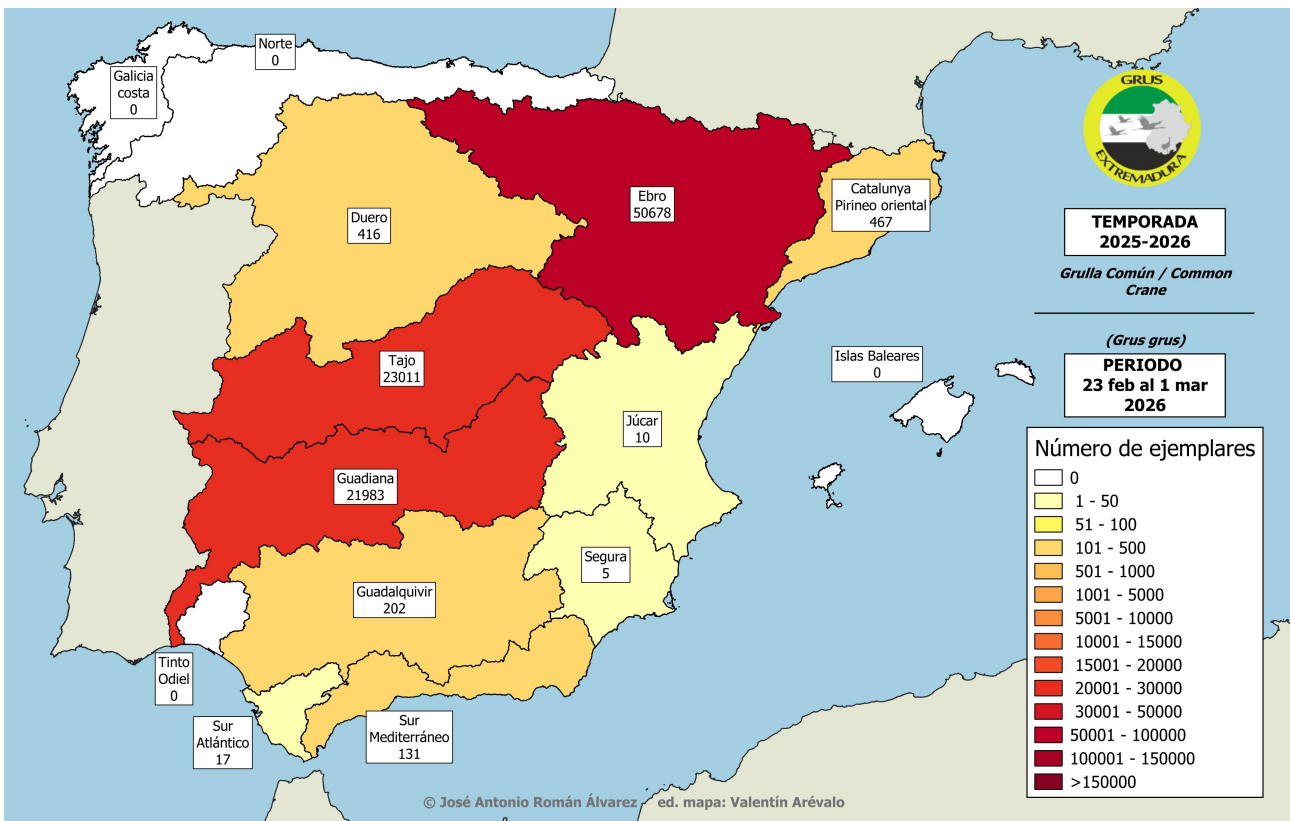 Norte
0
Galicia
costa
0
Duero
416
Ebro
50678
Catalunya
Pirineo oriental
467
Tajo
23011
Islas Baleares
0
Júcar
10
Guadiana
21983
Segura
5
Guadalquivir
202
Tinto
Odiel
0
Sur
Atlántico
17
Sur
Mediterráneo
131
GRUS
EXTREMADURA
TEMPORADA
2025-2026
Grulla Común / Common
Crane
(Grus grus)
PERIODO
23 feb al 1 mar
2026
Número de ejemplares
0
1 - 50
51 - 100
101 - 500
501 - 1000
1001 - 5000
5001 - 10000
10001 - 15000
15001 - 20000
20001 - 30000
30001 - 50000
50001 - 100000
100001 - 150000
>150000
© José Antonio Román Álvarez ed. mapa: Valentín Arévalo